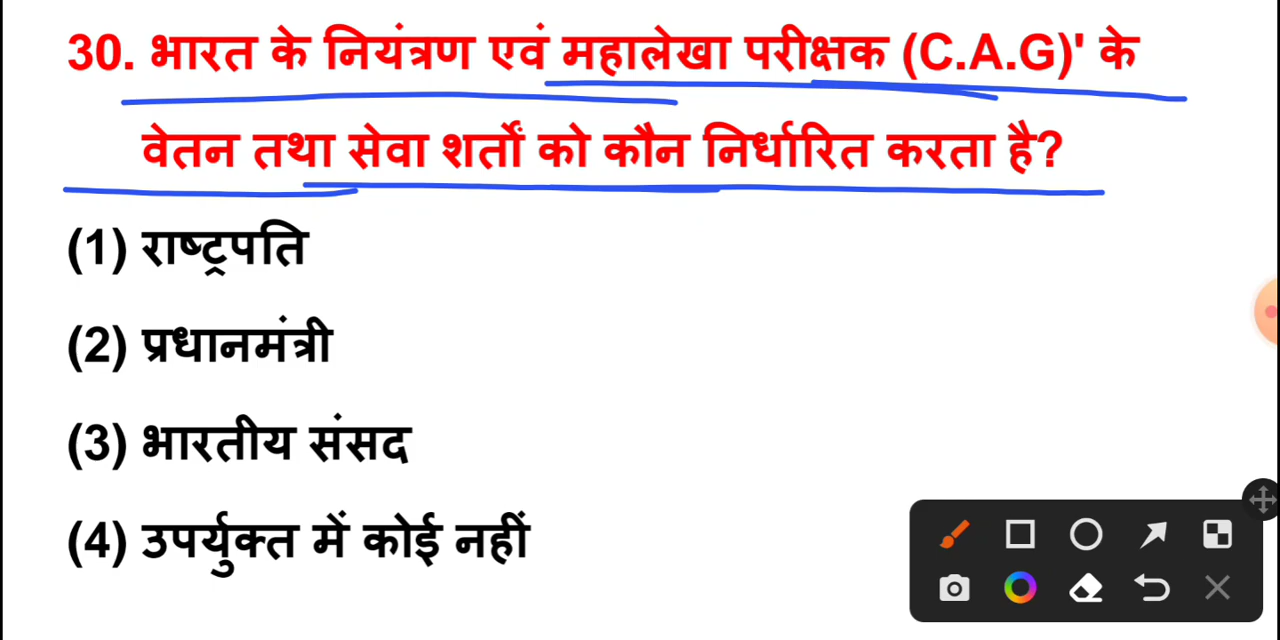 30. भारत के नियंत्रण एवं महालेखा परीक्षक (C.A.G)' के
वेतन तथा सेवा शर्तों को कौन निर्धारित करता है?
(1) राष्ट्रपति
(2) प्रधानमंत्री
(3) भारतीय संसद
(4) उपर्युक्त में कोई नहीं